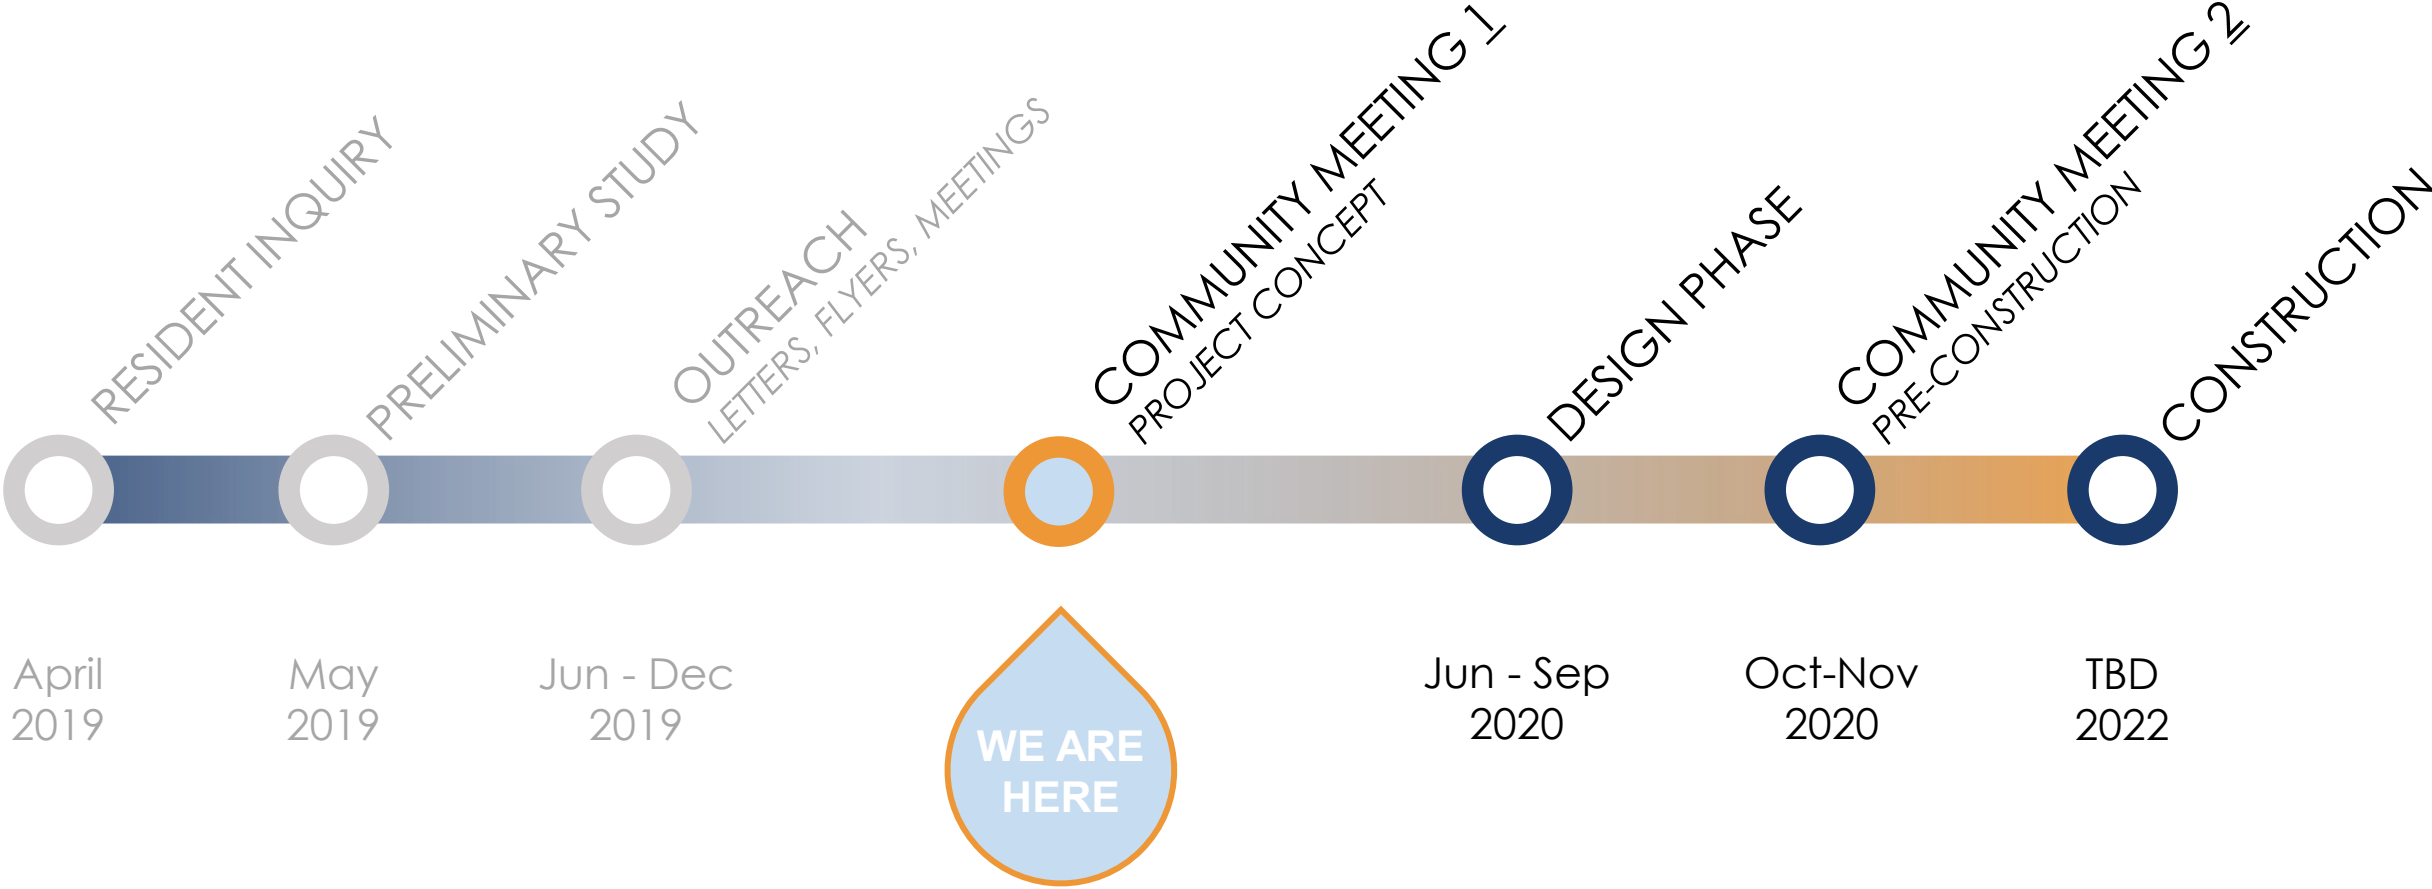 RESIDENT INQUIRY
PRELIMINARY STUDY
OUTREACH
LETTERS, FLYERS, MEETINGS
COMMUNITY MEETING 1
PROJECT CONCEPT
DESIGN PHASE
COMMUNITY MEETING 2
PRE-CONSTRUCTION
CONSTRUCTION
April
2019
May
2019
Jun - Dec
2019
WE ARE
HERE
Jun - Sep
2020
Oct-Nov
2020
TBD
2022